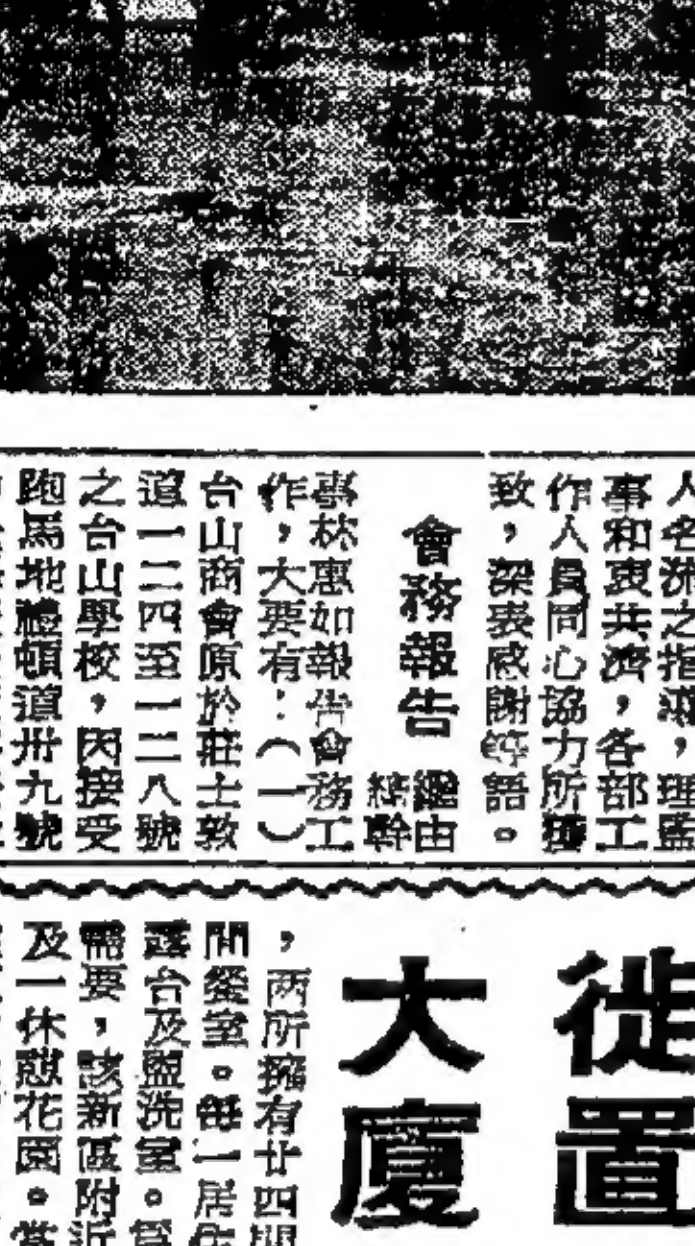 人名流之指導，理監
事和衷共濟，各部工
作人員同心協力所獲
致，深表感謝等語。
會務報告
繼由
總幹
事林惠如報告會務工
作，大要有：（一）
台山商會原於莊士敦
道一二四至一二八號
之台山學校，因接受
跑馬地禮頓道卅九號
徙置
大廈
，兩所擁有廿四間
間課室。每一居住
露台及盥洗室。為
需要，該新區附近
及一休憩花園。當